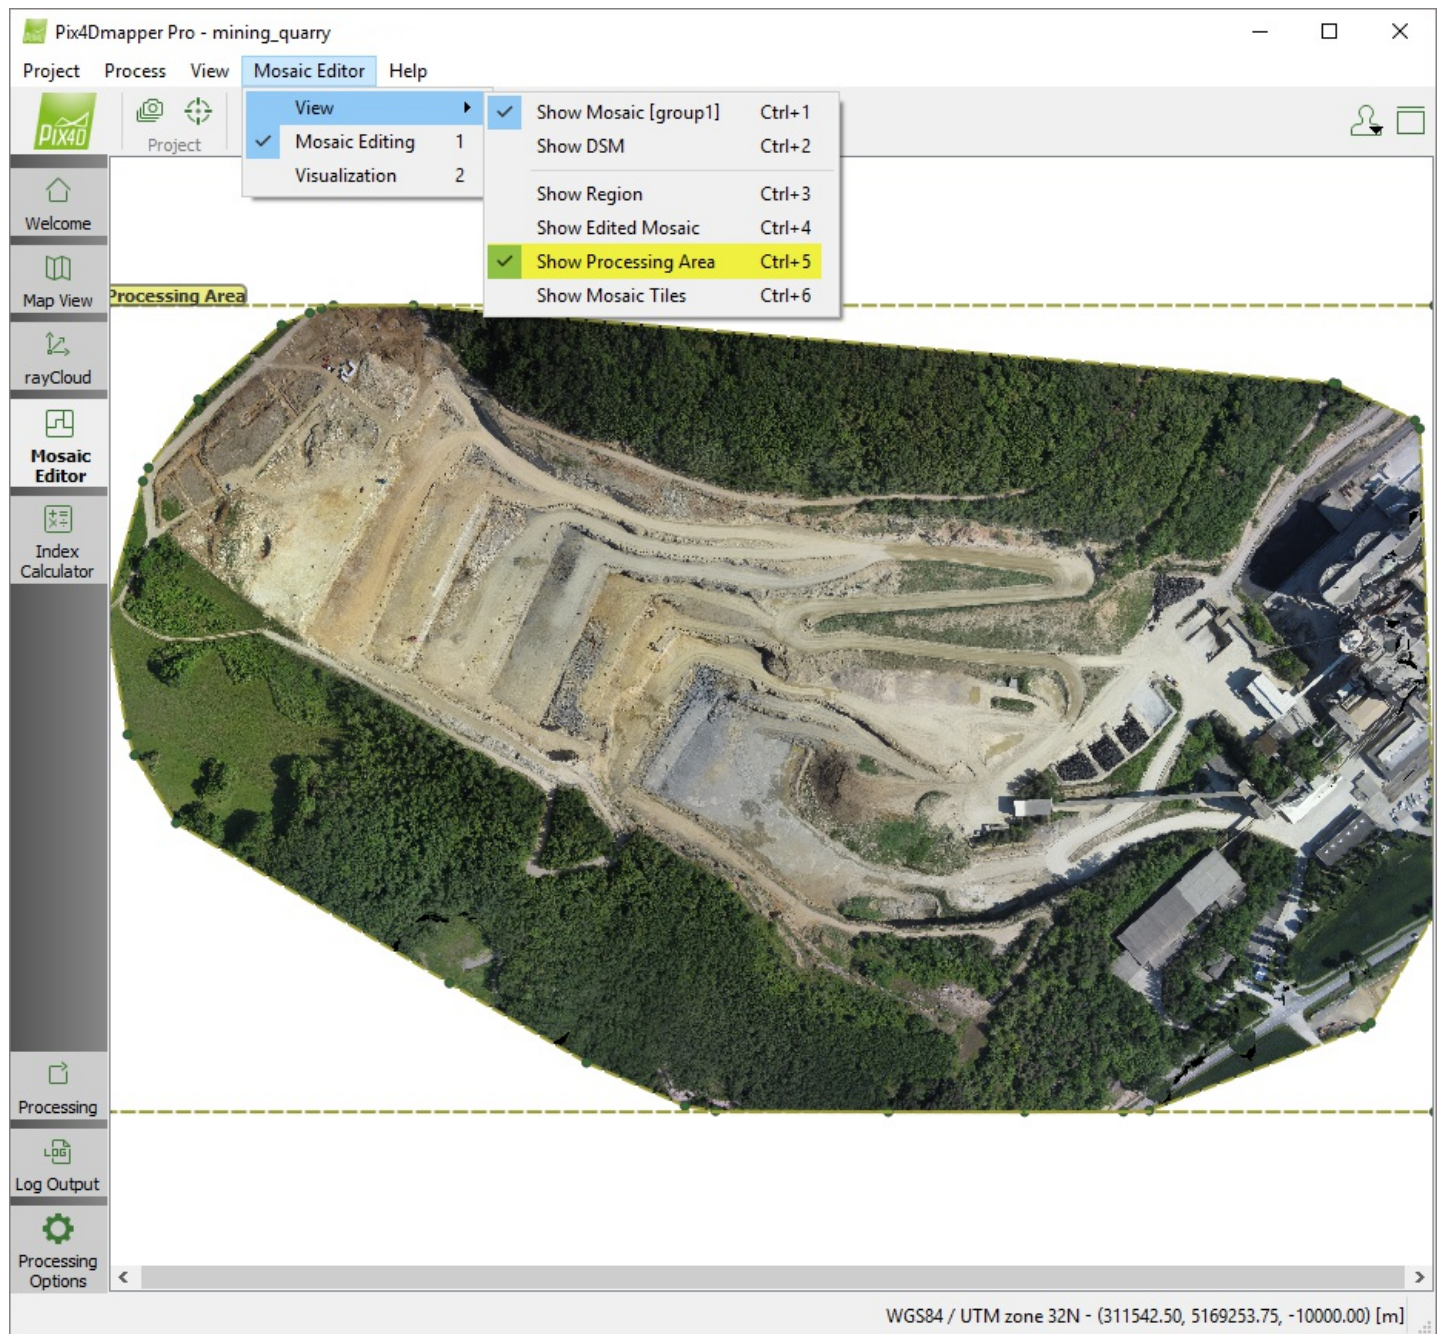 Pix4Dmapper Pro - mining_quarry
Project Process View Mosaic Editor Help
PIX4D
Project
View
Mosaic Editing 1
Visualization 2
Show Mosaic [group1] Ctrl+1
Show DSM Ctrl+2
Show Region Ctrl+3
Show Edited Mosaic Ctrl+4
Show Processing Area Ctrl+5
Show Mosaic Tiles Ctrl+6
Welcome
Map View
rayCloud
Mosaic
Editor
Index
Calculator
Processing Area
Processing
LOG
Log Output
Processing
Options
WGS84 / UTM zone 32N - (311542.50, 5169253.75, -10000.00) [m]